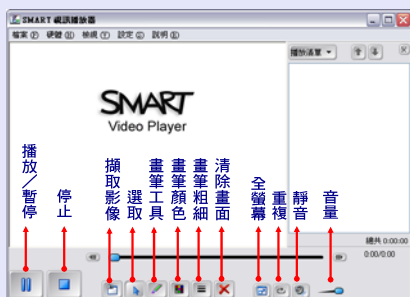 SMART 視訊播放器
檔案(F) 硬體(H) 檢視(V) 設定(S) 說明(H)
播放清單
SMART
Video Player
播放／暫停
停止
擷取影像
選取
畫筆工具
畫筆顏色
畫筆粗細
清除畫面
全螢幕
重複
靜音
音量
總共 0:00:00
0:00/0:00